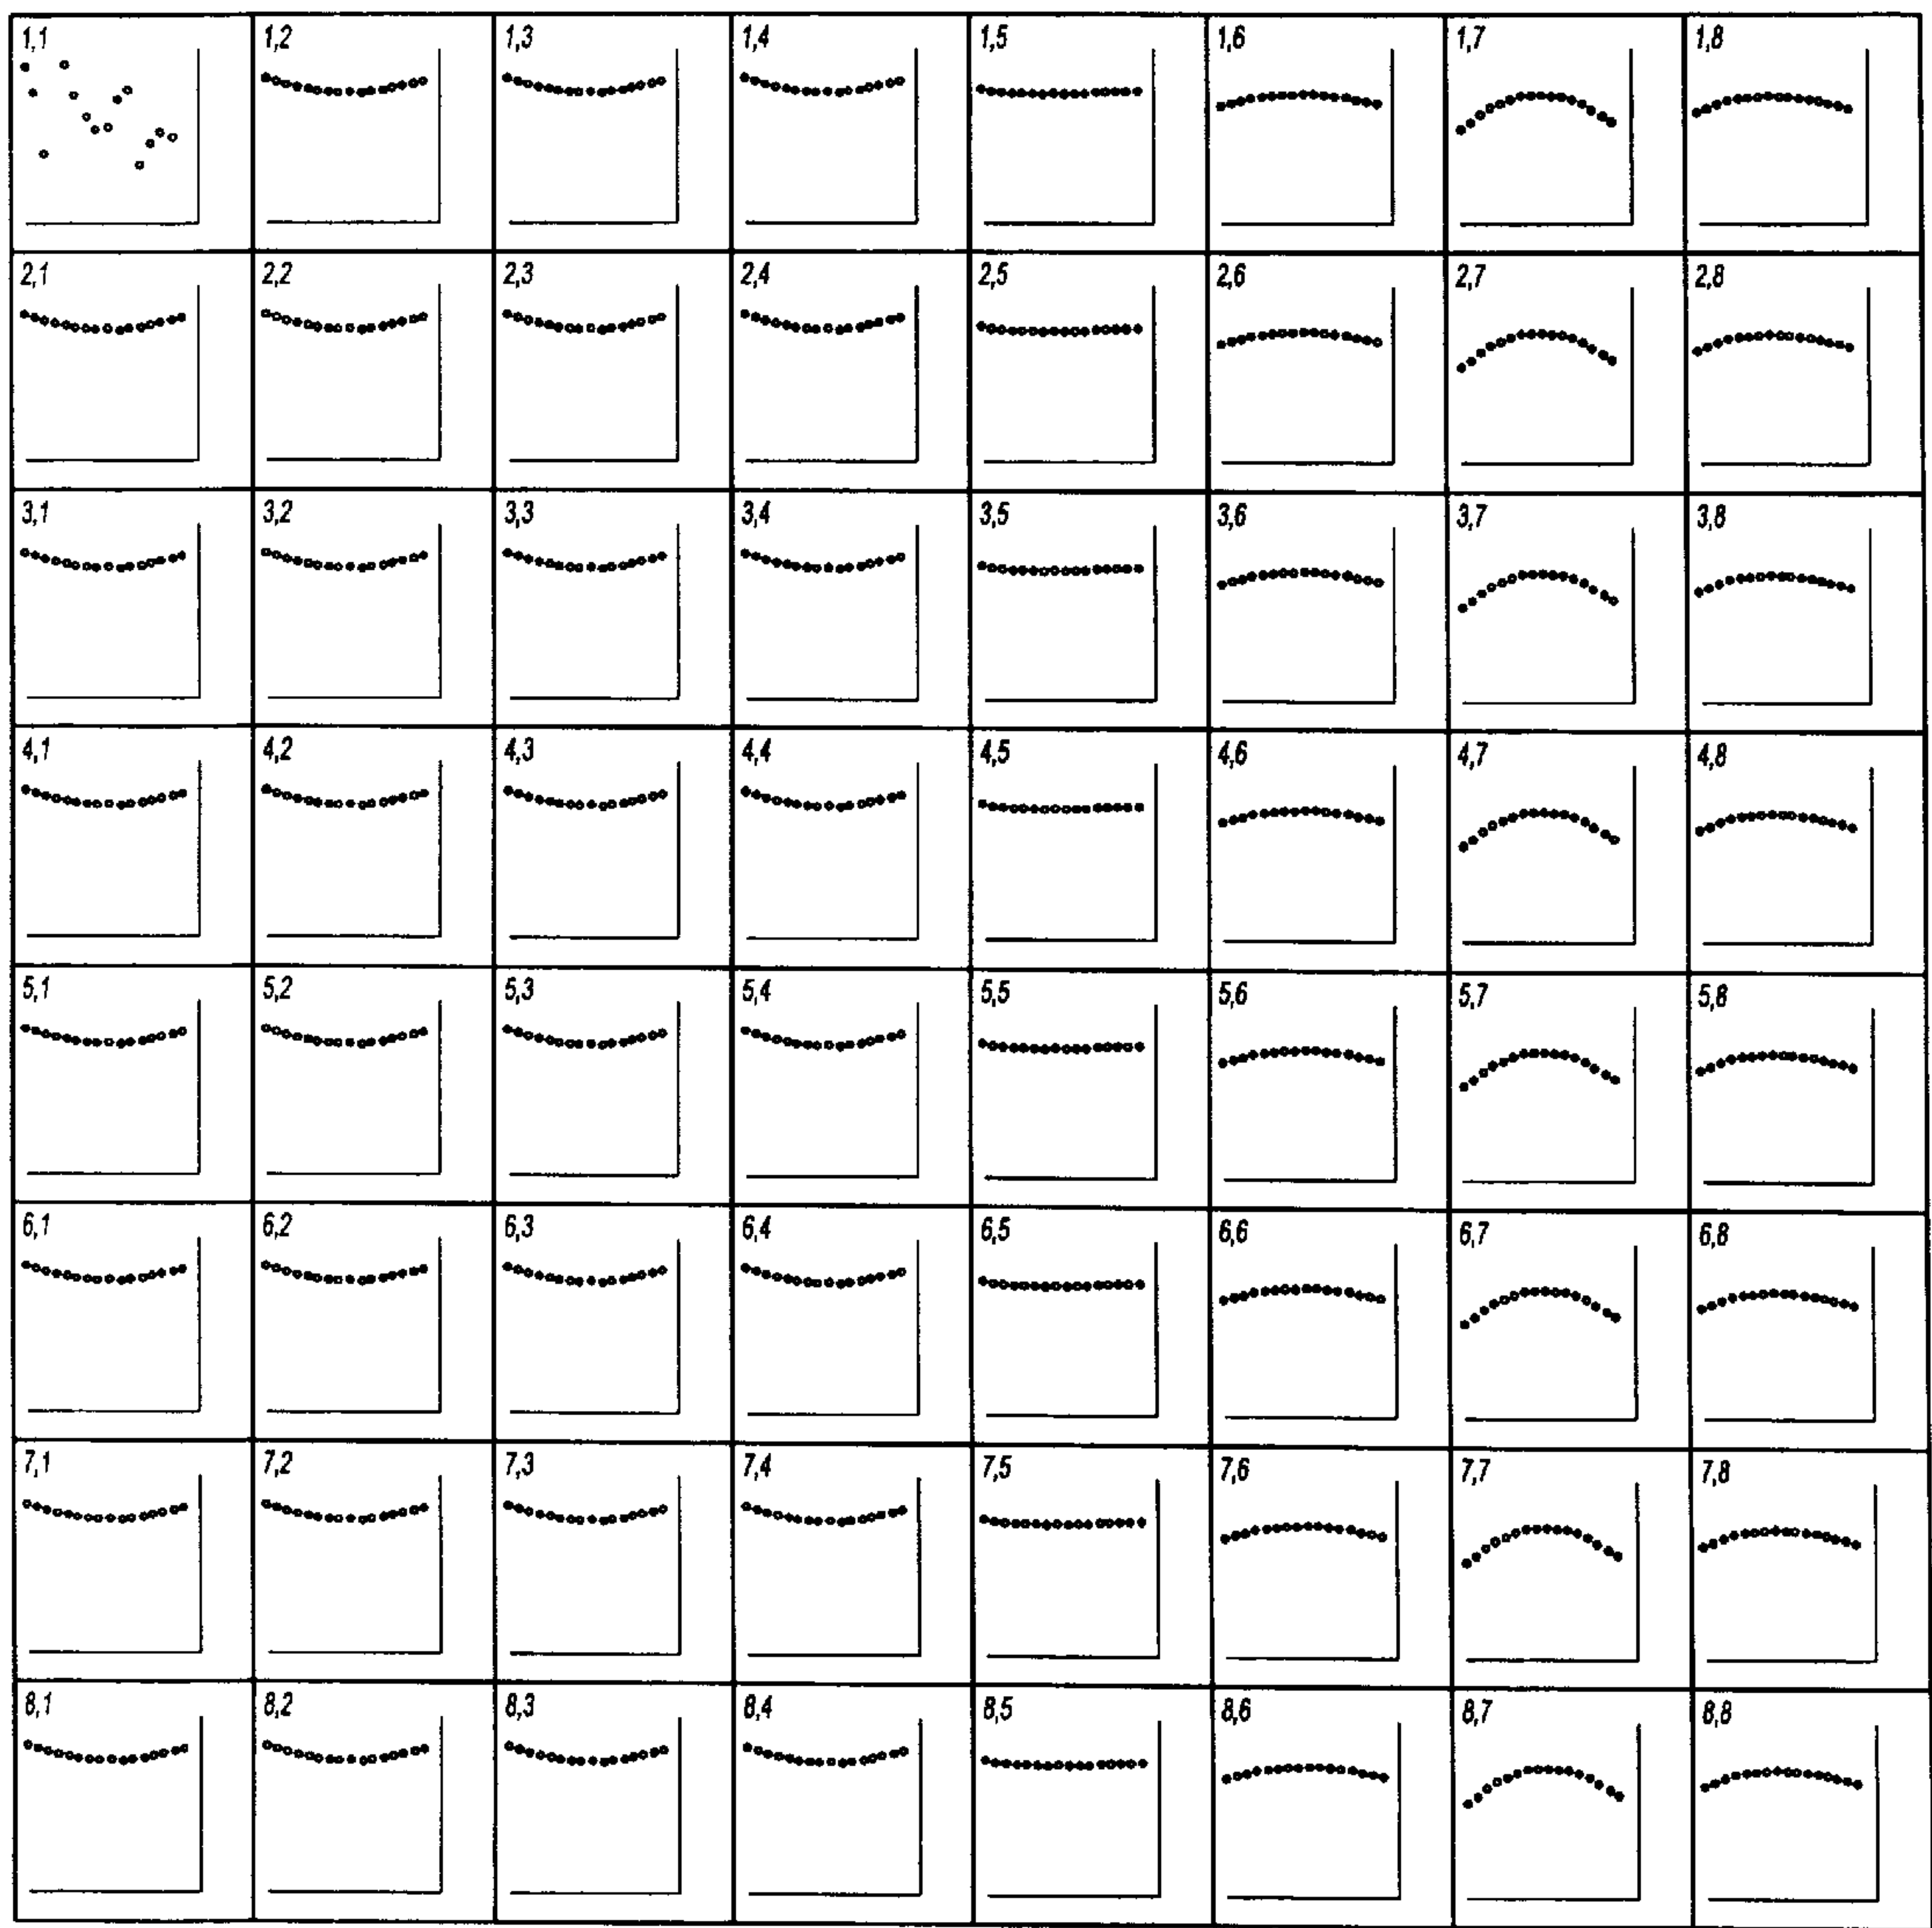 1,1 1,2 1,3 1,4 1,5 1,6 1,7 1,8
2,1 2,2 2,3 2,4 2,5 2,6 2,7 2,8
3,1 3,2 3,3 3,4 3,5 3,6 3,7 3,8
4,1 4,2 4,3 4,4 4,5 4,6 4,7 4,8
5,1 5,2 5,3 5,4 5,5 5,6 5,7 5,8
6,1 6,2 6,3 6,4 6,5 6,6 6,7 6,8
7,1 7,2 7,3 7,4 7,5 7,6 7,7 7,8
8,1 8,2 8,3 8,4 8,5 8,6 8,7 8,8